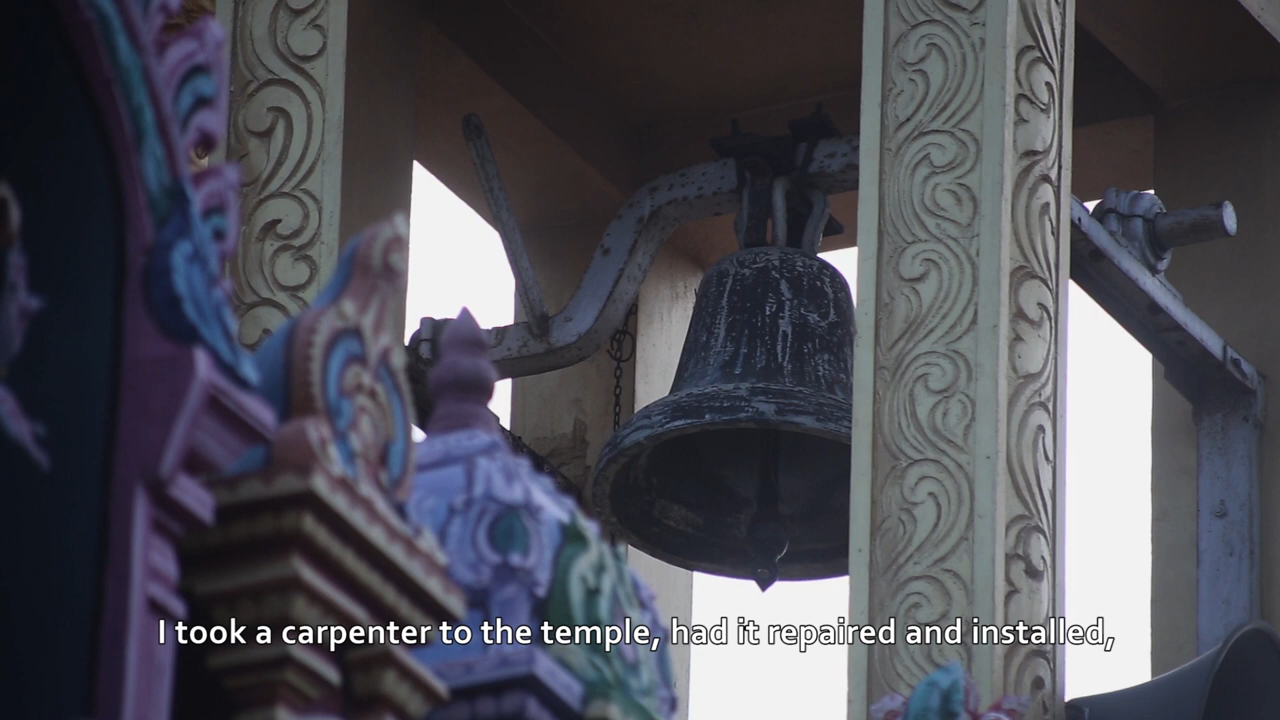 I took a carpenter to the temple, had it repaired and installed,